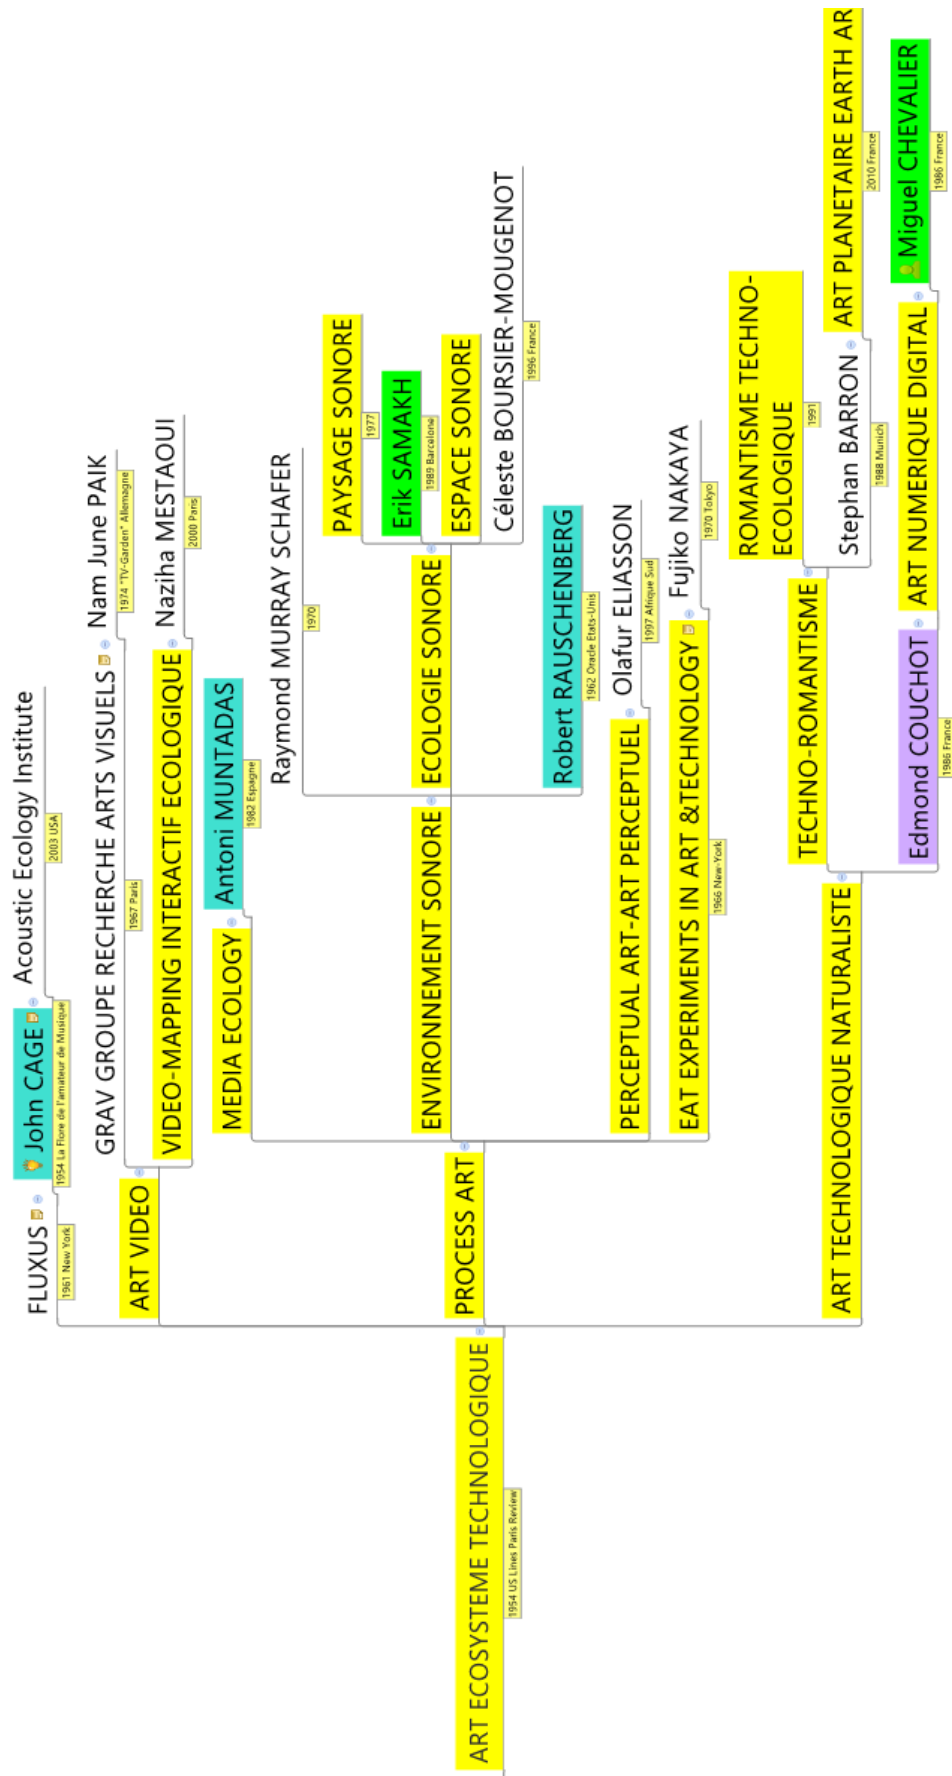 FLUXUS
1961 New York
John CAGE
1954 La Flore de l'amateur de Musique
Acoustic Ecology Institute
2003 USA
ART VIDEO
GRAV GROUPE RECHERCHE ARTS VISUELS
1967 Paris
Nam June PAIK
1974 "TV-Garden" Allemagne
VIDEO-MAPPING INTERACTIF ECOLOGIQUE
Naziha MESTAOUI
2000 Paris
ART ECOSYSTEME TECHNOLOGIQUE
1954 US Lines Paris Review
PROCESS ART
MEDIA ECOLOGY
Antoni MUNTADAS
1982 Espagne
ENVIRONNEMENT SONORE
Raymond MURRAY SCHAFER
1970
ECOLOGIE SONORE
PAYSAGE SONORE
1977
Erik SAMAKH
1989 Barcelone
ESPACE SONORE
Céleste BOURSIER-MOUGENOT
1996 France
Robert RAUSCHENBERG
1962 Oracle Etats-Unis
PERCEPTUAL ART-ART PERCEPTUEL
Olafur ELIASSON
1997 Afrique Sud
EAT EXPERIMENTS IN ART &TECHNOLOGY
1966 New-York
Fujiko NAKAYA
1970 Tokyo
ART TECHNOLOGIQUE NATURALISTE
TECHNO-ROMANTISME
ROMANTISME TECHNO-
ECOLOGIQUE
1991
Stephan BARRON
1988 Munich
ART PLANETAIRE EARTH AR
2010 France
Edmond COUCHOT
1986 France
ART NUMERIQUE DIGITAL
Miguel CHEVALIER
1986 France